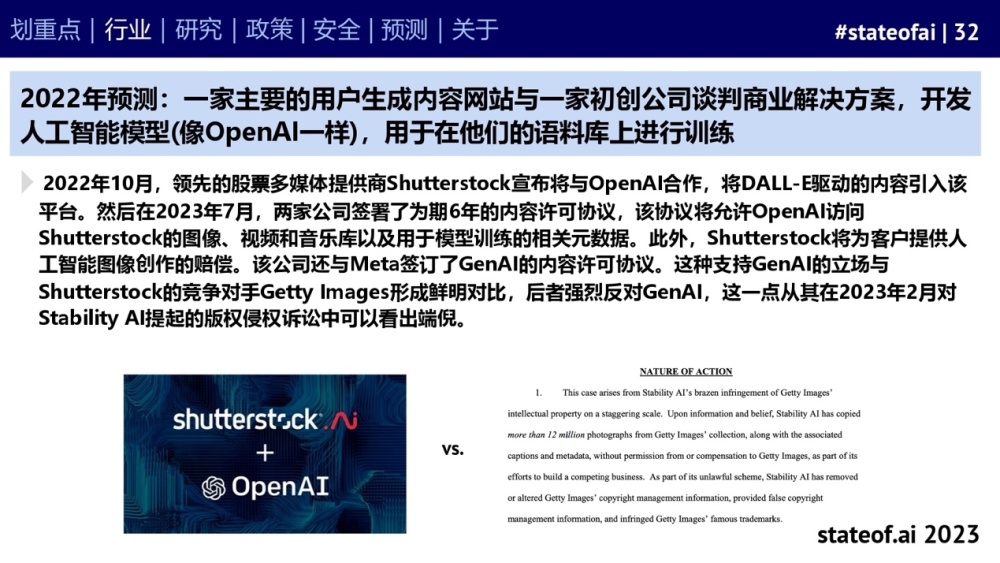 划重点 | 行业 | 研究 | 政策 | 安全 | 预测 | 关于
#stateofai | 32
2022年预测：一家主要的用户生成内容网站与一家初创公司谈判商业解决方案，开发
人工智能模型(像OpenAI一样)，用于在他们的语料库上进行训练
2022年10月，领先的股票多媒体提供商Shutterstock宣布将与OpenAI合作，将DALL-E驱动的内容引入该
平台。然后在2023年7月，两家公司签署了为期6年的内容许可协议，该协议将允许OpenAI访问
Shutterstock的图像、视频和音乐库以及用于模型训练的相关元数据。此外，Shutterstock将为客户提供人
工智能图像创作的赔偿。该公司还与Meta签订了GenAI的内容许可协议。这种支持GenAI的立场与
Shutterstock的竞争对手Getty Images形成鲜明对比，后者强烈反对GenAI，这一点从其在2023年2月对
Stability AI提起的版权侵权诉讼中可以看出端倪。
shutterstock.AI
+
OpenAI
vs.
NATURE OF ACTION
1. This case arises from Stability AI's brazen infringement of Getty Images'
intellectual property on a staggering scale. Upon information and belief, Stability AI has copied
more than 12 million photographs from Getty Images' collection, along with the associated
captions and metadata, without permission from or compensation to Getty Images, as part of its
efforts to build a competing business. As part of its unlawful scheme, Stability AI has removed
or altered Getty Images' copyright management information, provided false copyright
management information, and infringed Getty Images' famous trademarks.
stateof.ai 2023